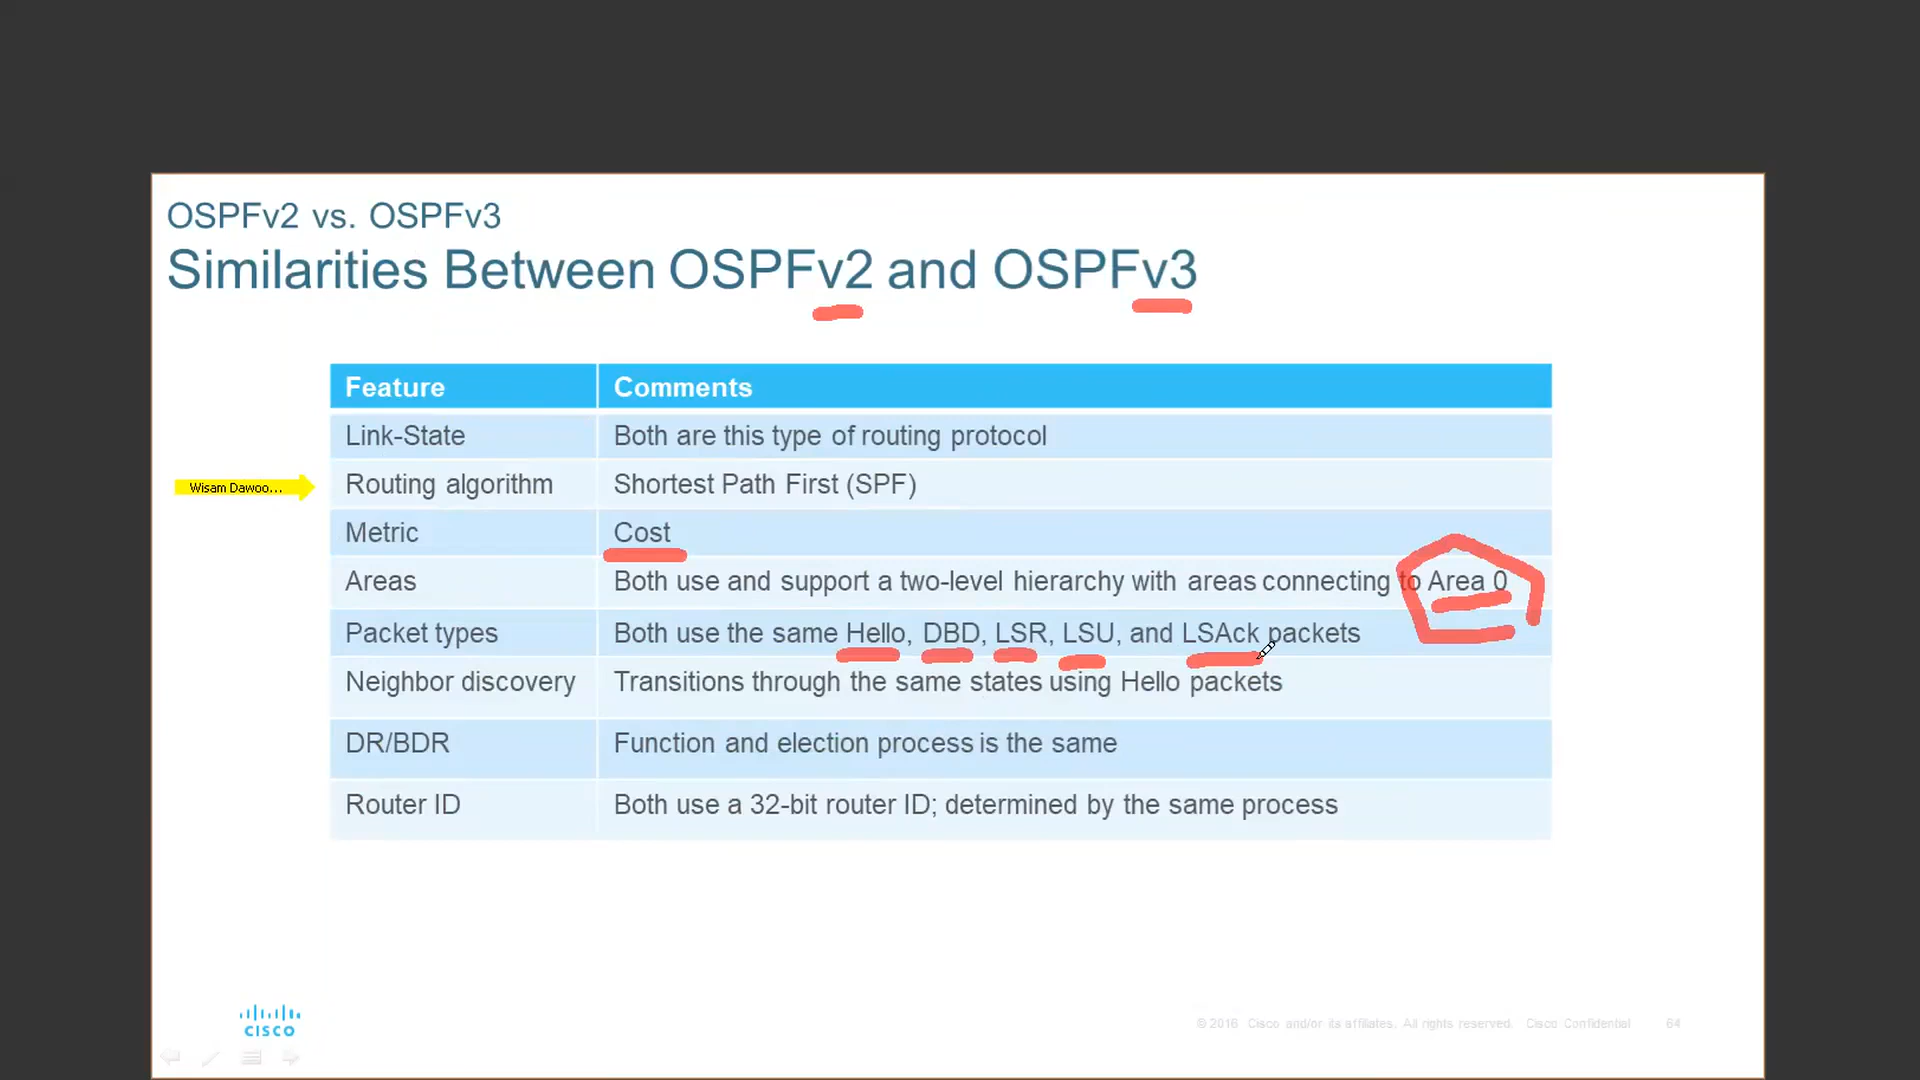 OSPFv2 vs. OSPFv3
Similarities Between OSPFv2 and OSPFv3
Feature Comments
Link-State Both are this type of routing protocol
Wisam Dawoo... Routing algorithm Shortest Path First (SPF)
Metric Cost
Areas Both use and support a two-level hierarchy with areas connecting to Area 0
Packet types Both use the same Hello, DBD, LSR, LSU, and LSAck packets
Neighbor discovery Transitions through the same states using Hello packets
DR/BDR Function and election process is the same
Router ID Both use a 32-bit router ID; determined by the same process
CISCO
© 2016 Cisco and/or its affiliates. All rights reserved. Cisco Confidential 64